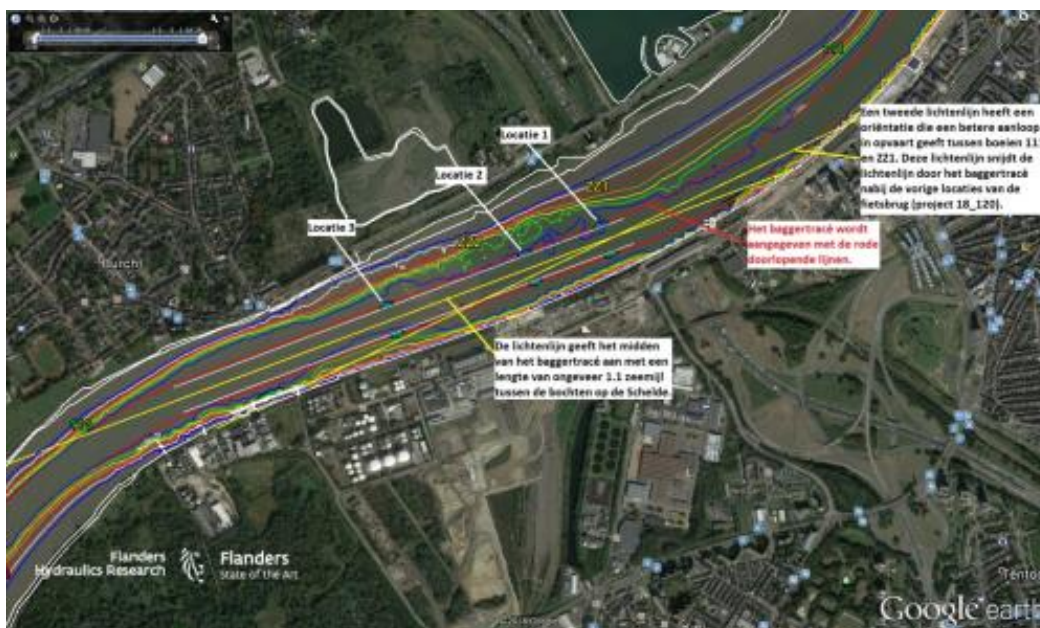 Een tweede lichtenlijn heeft een
oriëntatie die een betere aanloop
in opvaart geeft tussen boeien
en 221. Deze lichtenlijn snijdt de
lichtenlijn door het baggertracé
nabij de vorige locaties van de
fietsbrug (project 18_120).
Locatie 1
Locatie 2
Locatie 3
221
Het baggertracé wordt
aangegeven met de rode
doorlopende lijnen.
De lichtenlijn geeft het midden
van het baggertracé aan met een
lengte van ongeveer 1.1 zeemijl
tussen de bochten op de Schelde.
Flanders
Hydraulics Research
Flanders
State of the Art
Google earth